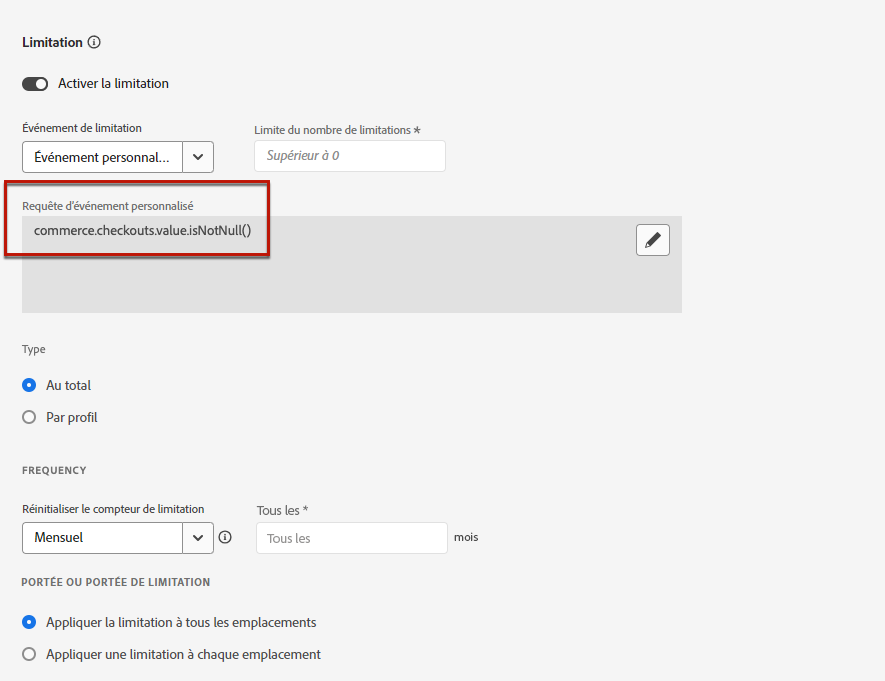 Limitation
Activer la limitation
Événement de limitation
Limite du nombre de limitations *
Événement personnal...
Supérieur à 0
Requête d'événement personnalisé
commerce.checkouts.value.isNotNull()
Type
Au total
Par profil
FREQUENCY
Réinitialiser le compteur de limitation
Tous les *
Mensuel
Tous les
mois
PORTÉE OU PORTÉE DE LIMITATION
Appliquer la limitation à tous les emplacements
Appliquer une limitation à chaque emplacement